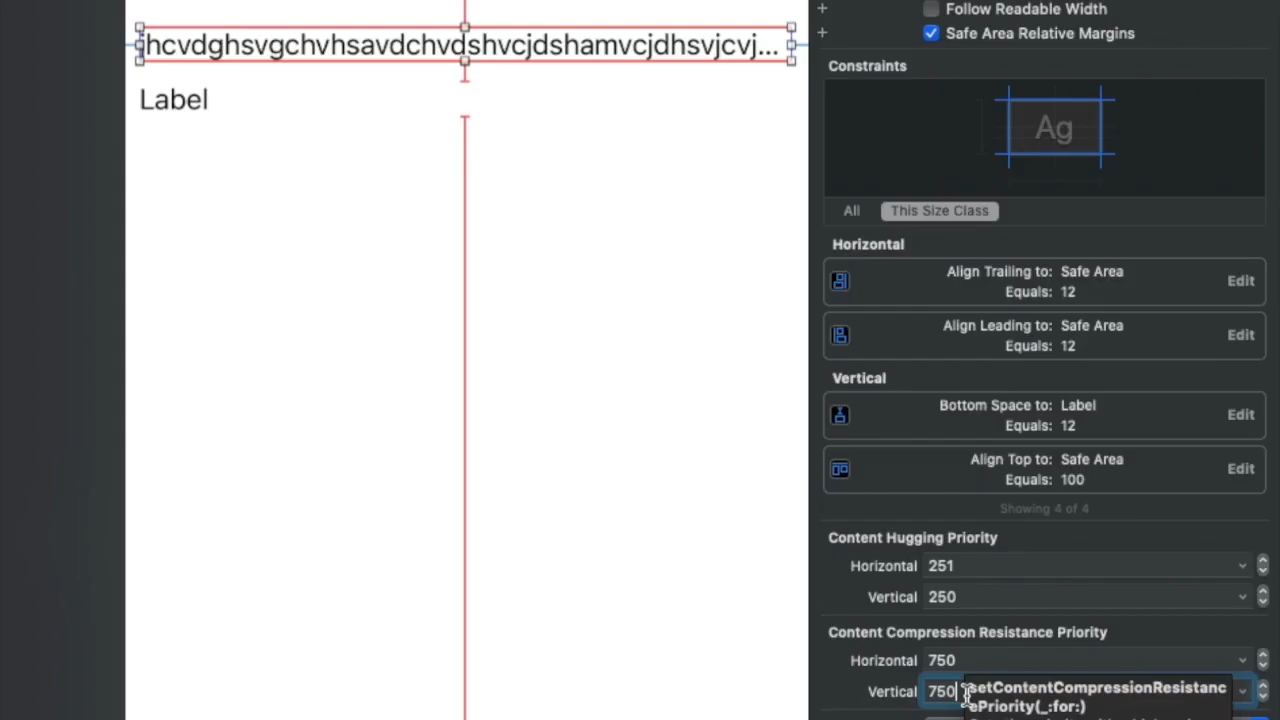 Follow Readable Width
Safe Area Relative Margins
hcvdghsvgchvhsavdchvdshvcjdshamvcjdhsvjcvj...
Label
Constraints
Ag
All This Size Class
Horizontal
Align Trailing to: Safe Area
Equals: 12
Edit
Align Leading to: Safe Area
Equals: 12
Edit
Vertical
Bottom Space to: Label
Equals: 12
Edit
Align Top to: Safe Area
Equals: 100
Edit
Showing 4 of 4
Content Hugging Priority
Horizontal 251
Vertical 250
Content Compression Resistance Priority
Horizontal 750
Vertical 750
setContentCompressionResistanc
ePriority(_:for:)